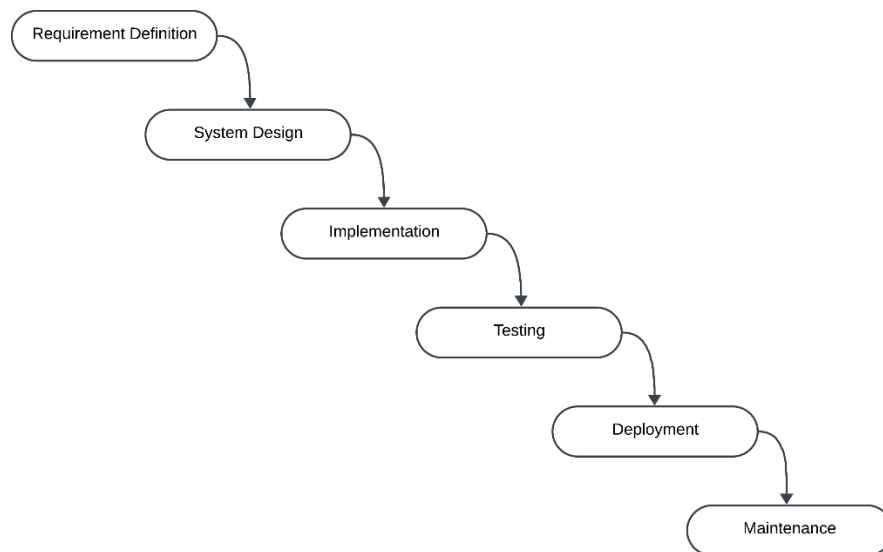 Requirement Definition
System Design
Implementation
Testing
Deployment
Maintenance